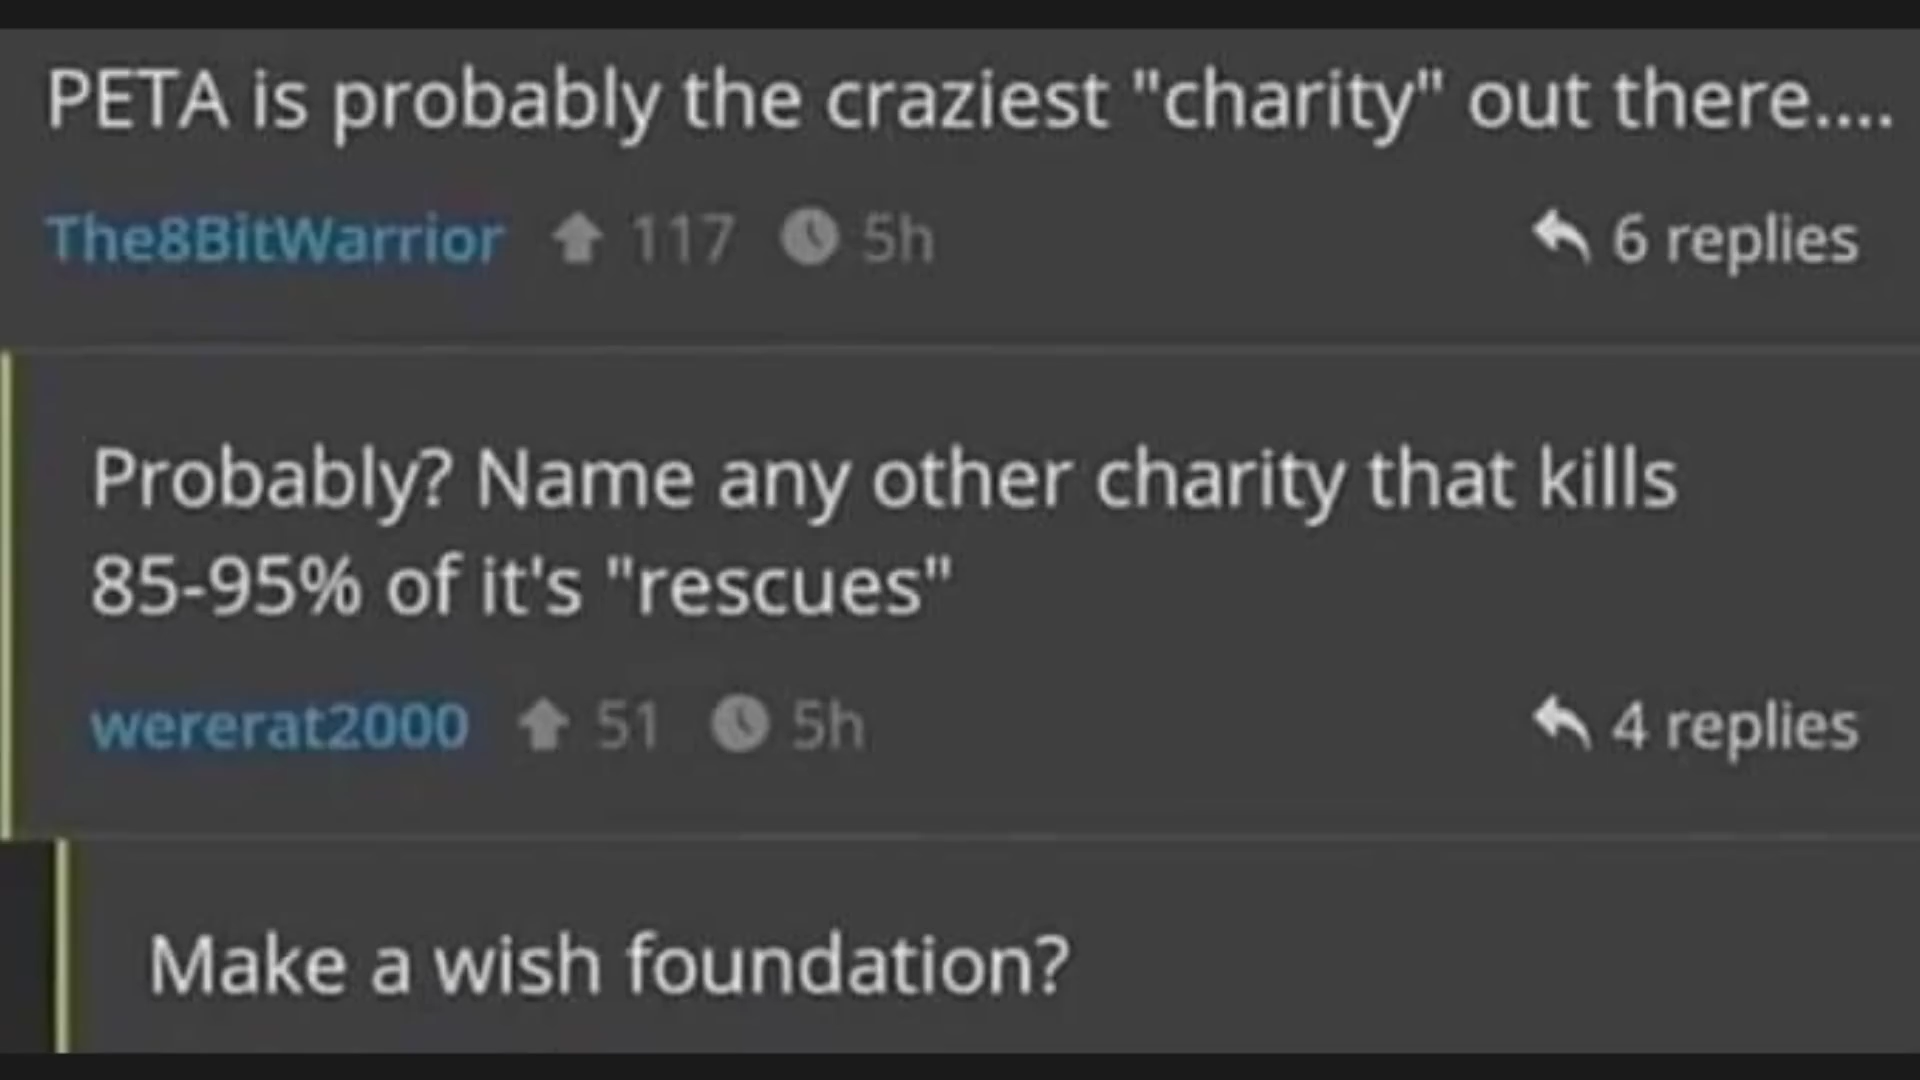 PETA is probably the craziest "charity" out there....
The8BitWarrior 117 5h 6 replies
Probably? Name any other charity that kills
85-95% of it's "rescues"
wererat2000 51 5h 4 replies
Make a wish foundation?